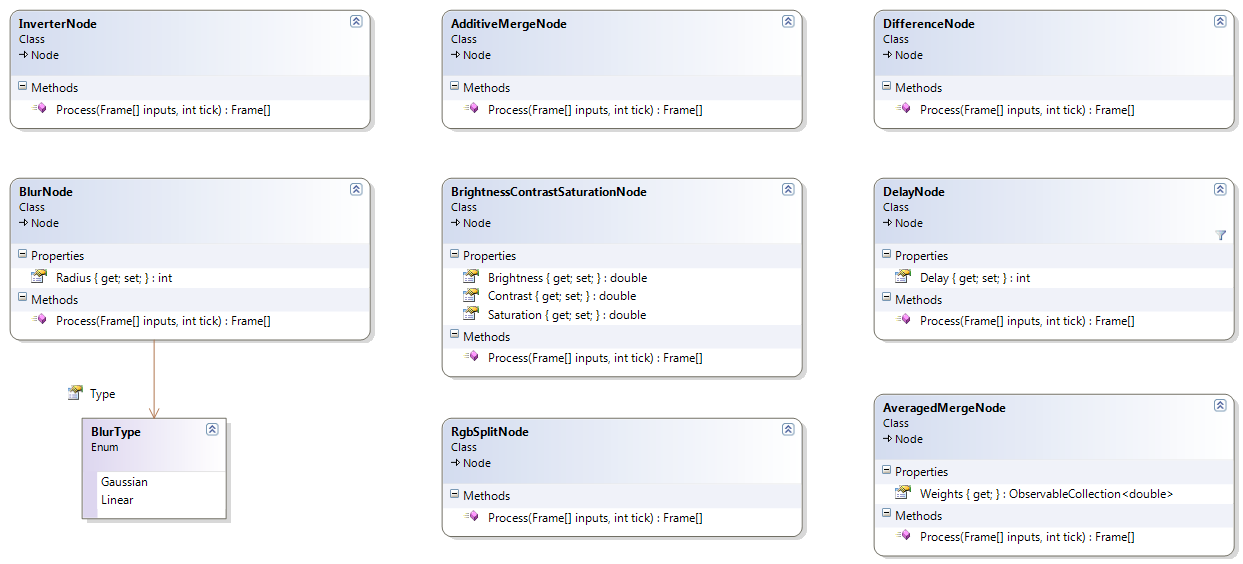 InverterNode
Class
Node
Methods
Process(Frame[] inputs, int tick) : Frame[]
AdditiveMergeNode
Class
Node
Methods
Process(Frame[] inputs, int tick) : Frame[]
DifferenceNode
Class
Node
Methods
Process(Frame[] inputs, int tick) : Frame[]
BlurNode
Class
Node
Properties
Radius { get; set; } : int
Methods
Process(Frame[] inputs, int tick) : Frame[]
Type
BlurType
Enum
Gaussian
Linear
BrightnessContrastSaturationNode
Class
Node
Properties
Brightness { get; set; } : double
Contrast { get; set; } : double
Saturation { get; set; } : double
Methods
Process(Frame[] inputs, int tick) : Frame[]
RgbSplitNode
Class
Node
Methods
Process(Frame[] inputs, int tick) : Frame[]
DelayNode
Class
Node
Properties
Delay { get; set; } : int
Methods
Process(Frame[] inputs, int tick) : Frame[]
AveragedMergeNode
Class
Node
Properties
Weights { get; } : ObservableCollection<double>
Methods
Process(Frame[] inputs, int tick) : Frame[]